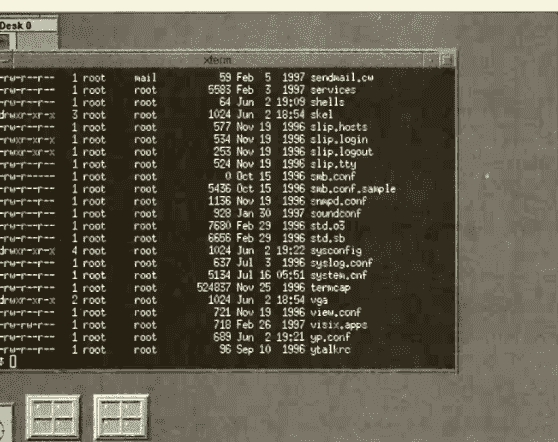 Desk 0
xterm
-rw-r--r-- 1 root mail 59 Feb 5 1997 sendmail.cw
-rw-r--r-- 1 root root 5583 Feb 3 1997 services
-rw-r--r-- 1 root root 64 Jun 2 19:09 shells
drwxr-xr-x 3 root root 1024 Jun 2 18:54 skel
-rw-r--r-- 1 root root 577 Nov 19 1996 slip.hosts
-rwxr-xr-x 1 root root 534 Nov 19 1996 slip.login
-rwxr-xr-x 1 root root 253 Nov 19 1996 slip.logout
-rw-r--r-- 1 root root 524 Nov 19 1996 slip.tty
-rw-r----- 1 root root 0 Oct 15 1996 smb.conf
-rw-r--r-- 1 root root 5436 Oct 15 1996 smb.conf.sample
-rw-r--r-- 1 root root 1136 Nov 19 1996 snmpd.conf
-rw-r--r-- 1 root root 928 Jan 30 1997 soundconf
-rw-r--r-- 1 root root 7680 Feb 29 1996 std.o3
-rw-r--r-- 1 root root 6656 Feb 29 1996 std.sb
drwxr-xr-x 4 root root 1024 Jun 2 19:22 sysconfig
-rw-r--r-- 1 root root 637 Jul 3 1996 syslog.conf
-rw-r--r-- 1 root root 5134 Jul 16 05:51 system.cnf
-rw-r--r-- 1 root root 524837 Nov 25 1996 termcap
drwxr-xr-x 2 root root 1024 Jun 2 18:54 vga
-rw-r--r-- 1 root root 721 Nov 19 1996 view.conf
-rw-r--r-- 1 root root 718 Feb 26 1997 visix.apps
-rw-r--r-- 1 root root 689 Jun 2 19:21 yp.conf
-rw-r--r-- 1 root root 96 Sep 10 1996 ytalkrc